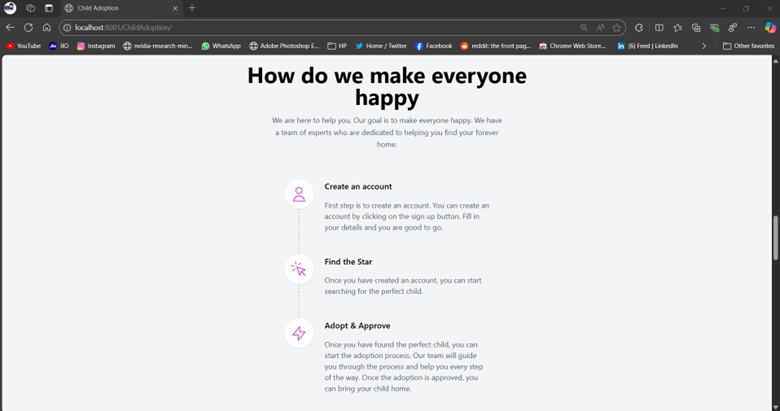 Child Adoption
localhost:8001/ChildAdoption/
YouTube JIO Instagram nvidia-research-min... WhatsApp Adobe Photoshop E... HP Home / Twitter Facebook reddit: the front pag... Chrome Web Store... (6) Feed | LinkedIn Other favorites
How do we make everyone
happy
We are here to help you. Our goal is to make everyone happy. We have
a team of experts who are dedicated to helping you find your forever
home.
Create an account
First step is to create an account. You can create an
account by clicking on the sign up button. Fill in
your details and you are good to go.
Find the Star
Once you have created an account, you can start
searching for the perfect child.
Adopt & Approve
Once you have found the perfect child, you can
start the adoption process. Our team will guide
you through the process and help you every step
of the way. Once the adoption is approved, you
can bring your child home.